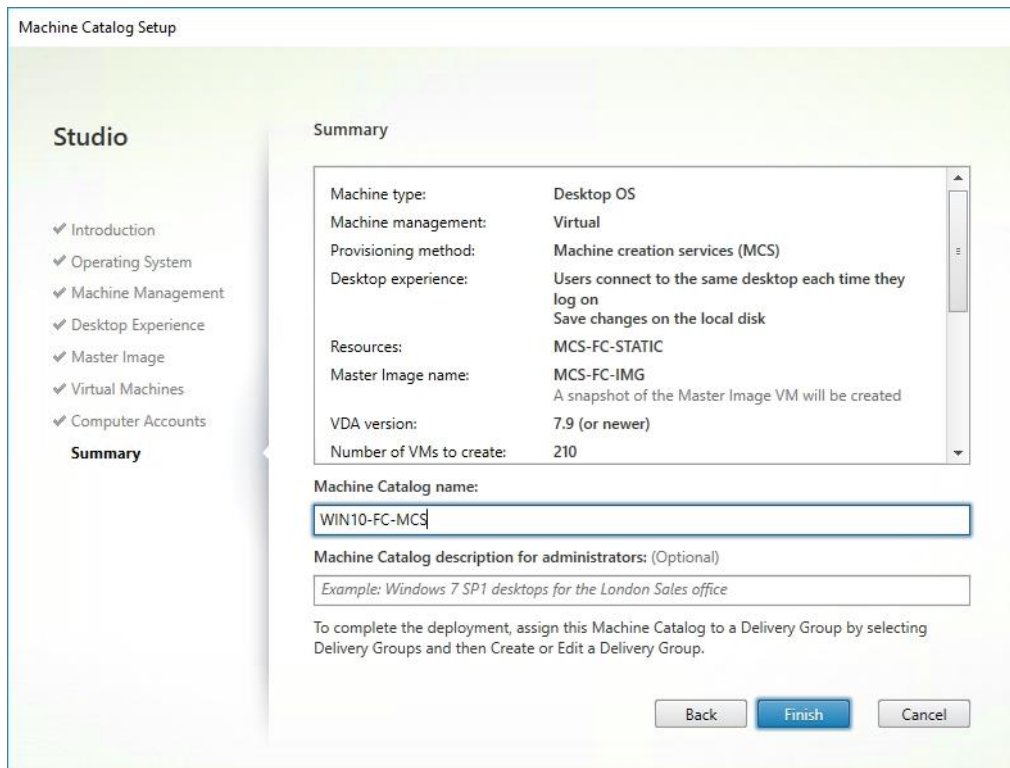 Machine Catalog Setup
Studio
Introduction
Operating System
Machine Management
Desktop Experience
Master Image
Virtual Machines
Computer Accounts
Summary
Summary
Machine type: Desktop OS
Machine management: Virtual
Provisioning method: Machine creation services (MCS)
Desktop experience: Users connect to the same desktop each time they
log on
Save changes on the local disk
Resources: MCS-FC-STATIC
Master Image name: MCS-FC-IMG
A snapshot of the Master Image VM will be created
VDA version: 7.9 (or newer)
Number of VMs to create: 210
Machine Catalog name:
WIN10-FC-MCS
Machine Catalog description for administrators: (Optional)
Example: Windows 7 SP1 desktops for the London Sales office
To complete the deployment, assign this Machine Catalog to a Delivery Group by selecting
Delivery Groups and then Create or Edit a Delivery Group.
Back Finish Cancel